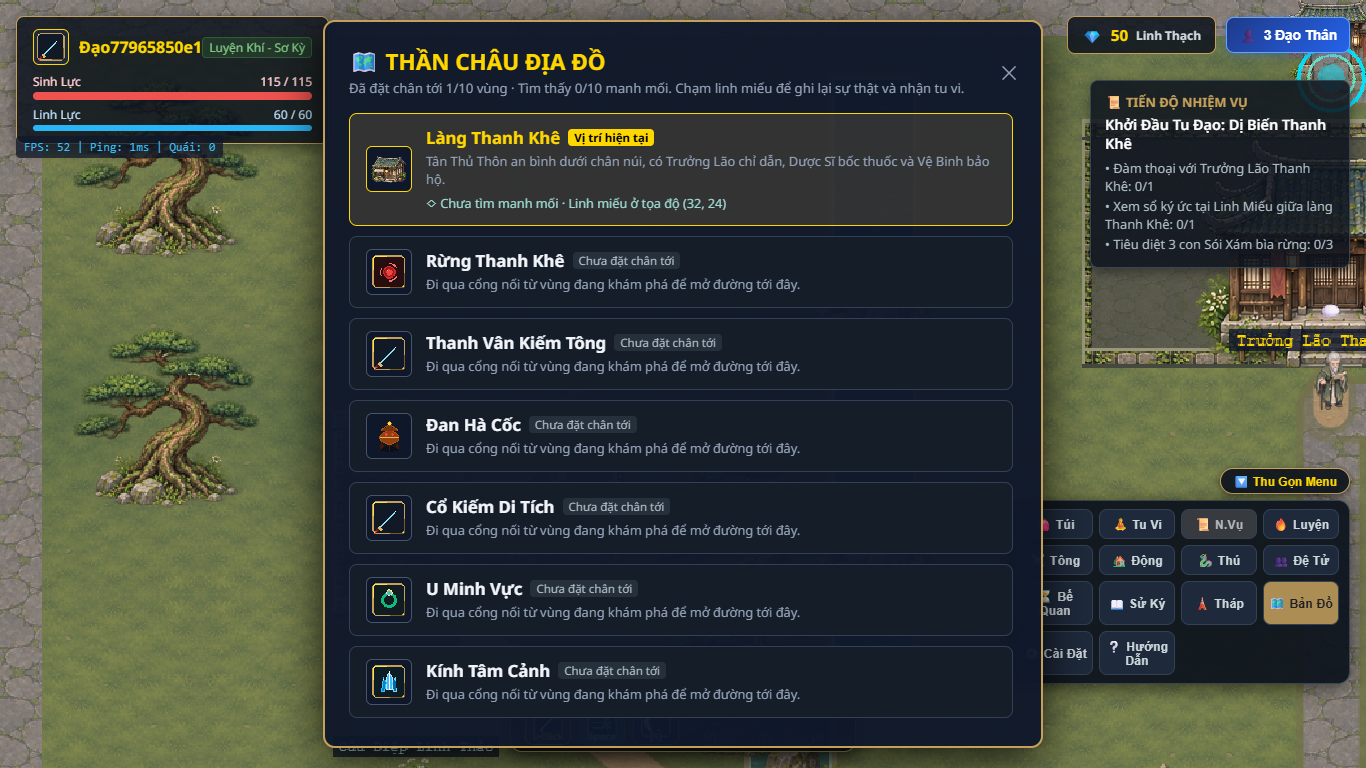 Đạo77965850e1
Luyện Khí - Sơ Kỳ
Sinh Lực
115 / 115
Linh Lực
60 / 60
FPS: 52 | Ping: 1ms | Quái: 0
THẦN CHÂU ĐỊA ĐỒ
Đã đặt chân tới 1/10 vùng · Tìm thấy 0/10 manh mối. Chạm linh miếu để ghi lại sự thật và nhận tu vi.
Làng Thanh Khê
Vị trí hiện tại
Tân Thủ Thôn an bình dưới chân núi, có Trưởng Lão chỉ dẫn, Dược Sĩ bốc thuốc và Vệ Binh bảo
hộ.
◇ Chưa tìm manh mối · Linh miếu ở tọa độ (32, 24)
Rừng Thanh Khê
Chưa đặt chân tới
Đi qua cổng nối từ vùng đang khám phá để mở đường tới đây.
Thanh Vân Kiếm Tông
Chưa đặt chân tới
Đi qua cổng nối từ vùng đang khám phá để mở đường tới đây.
Đan Hà Cốc
Chưa đặt chân tới
Đi qua cổng nối từ vùng đang khám phá để mở đường tới đây.
Cổ Kiếm Di Tích
Chưa đặt chân tới
Đi qua cổng nối từ vùng đang khám phá để mở đường tới đây.
U Minh Vực
Chưa đặt chân tới
Đi qua cổng nối từ vùng đang khám phá để mở đường tới đây.
Kính Tâm Cảnh
Chưa đặt chân tới
Đi qua cổng nối từ vùng đang khám phá để mở đường tới đây.
50 Linh Thạch
3 Đạo Thân
TIẾN ĐỘ NHIỆM VỤ
Khởi Đầu Tu Đạo: Dị Biến Thanh
Khê
• Đàm thoại với Trưởng Lão Thanh
Khê: 0/1
• Xem sổ ký ức tại Linh Miếu giữa làng
Thanh Khê: 0/1
• Tiêu diệt 3 con Sói Xám bìa rừng: 0/3
Trưởng Lão Tha
Thu Gọn Menu
Túi
Tu Vi
N.Vụ
Luyện
Tông
Động
Thú
Đệ Tử
Bế
Quan
Sử Ký
Tháp
Bản Đồ
Cài Đặt
Hướng
Dẫn